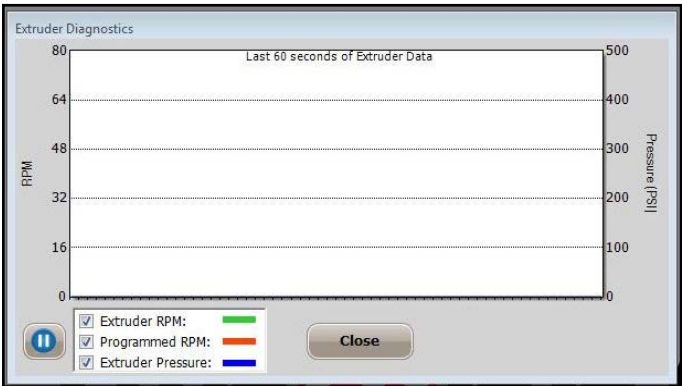 Extruder Diagnostics
Last 60 seconds of Extruder Data
80
64
48
32
16
0
RPM
500
400
300
200
100
0
Pressure (PSI)
Extruder RPM:
Programmed RPM:
Extruder Pressure:
Close